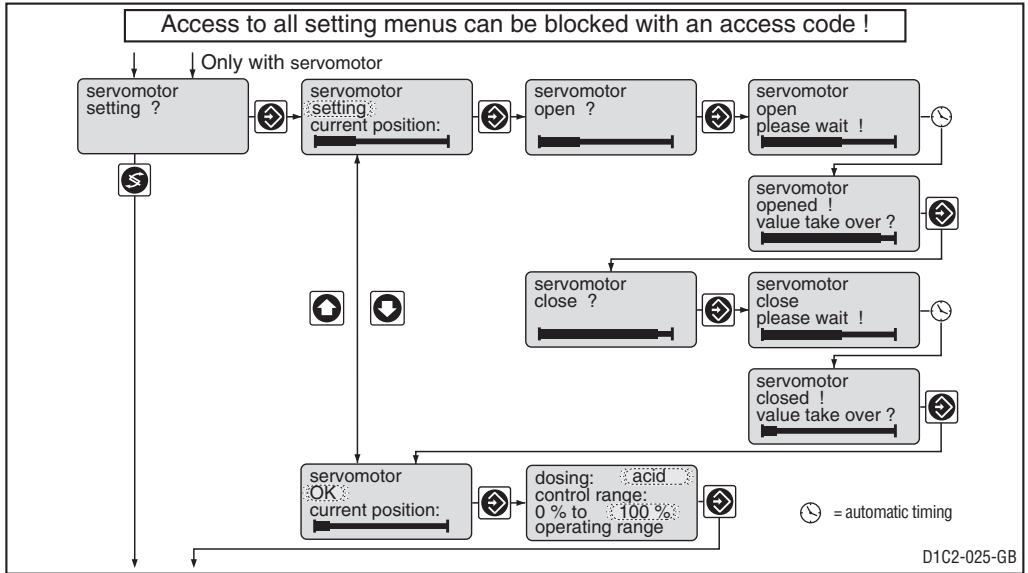 Access to all setting menus can be blocked with an access code !
Only with servomotor
servomotor
setting ?
servomotor
setting
current position:
servomotor
open ?
servomotor
open
please wait !
servomotor
opened !
value take over ?
servomotor
close ?
servomotor
close
please wait !
servomotor
closed !
value take over ?
servomotor
OK
current position:
dosing: acid
control range:
0 % to 100 %
operating range
= automatic timing
D1C2-025-GB